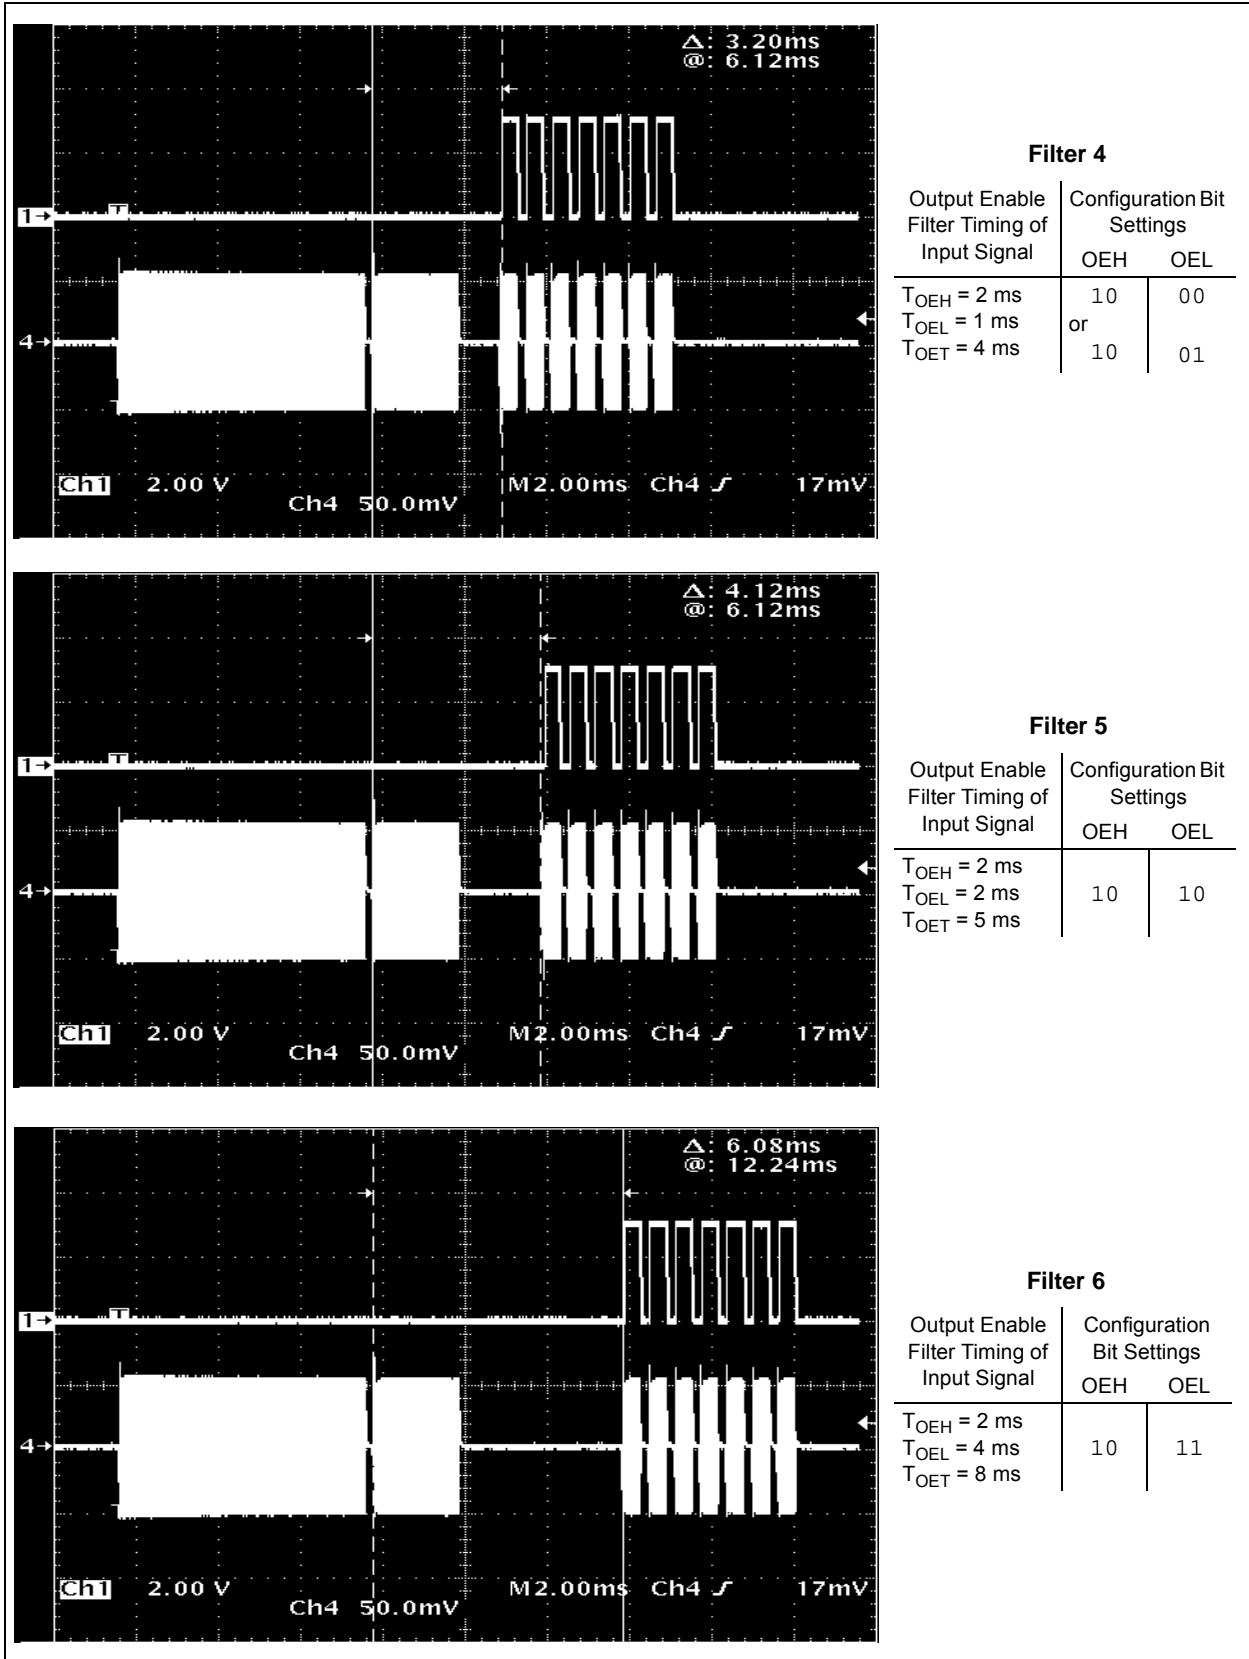 Δ: 3.20ms
@: 6.12ms
1→
T
4→
Ch1 2.00 V
Ch4 50.0mV
M2.00ms Ch4 ƒ 17mV
Filter 4
Output Enable
Filter Timing of
Input Signal
Configuration Bit
Settings
OEH OEL
TOEH = 2 ms
TOEL = 1 ms
TOET = 4 ms
10 00
or
10 01
Δ: 4.12ms
@: 6.12ms
1→
T
4→
Ch1 2.00 V
Ch4 50.0mV
M2.00ms Ch4 ƒ 17mV
Filter 5
Output Enable
Filter Timing of
Input Signal
Configuration Bit
Settings
OEH OEL
TOEH = 2 ms
TOEL = 2 ms
TOET = 5 ms
10 10
Δ: 6.08ms
@: 12.24ms
1→
T
4→
Ch1 2.00 V
Ch4 50.0mV
M2.00ms Ch4 ƒ 17mV
Filter 6
Output Enable
Filter Timing of
Input Signal
Configuration
Bit Settings
OEH OEL
TOEH = 2 ms
TOEL = 4 ms
TOET = 8 ms
10 11